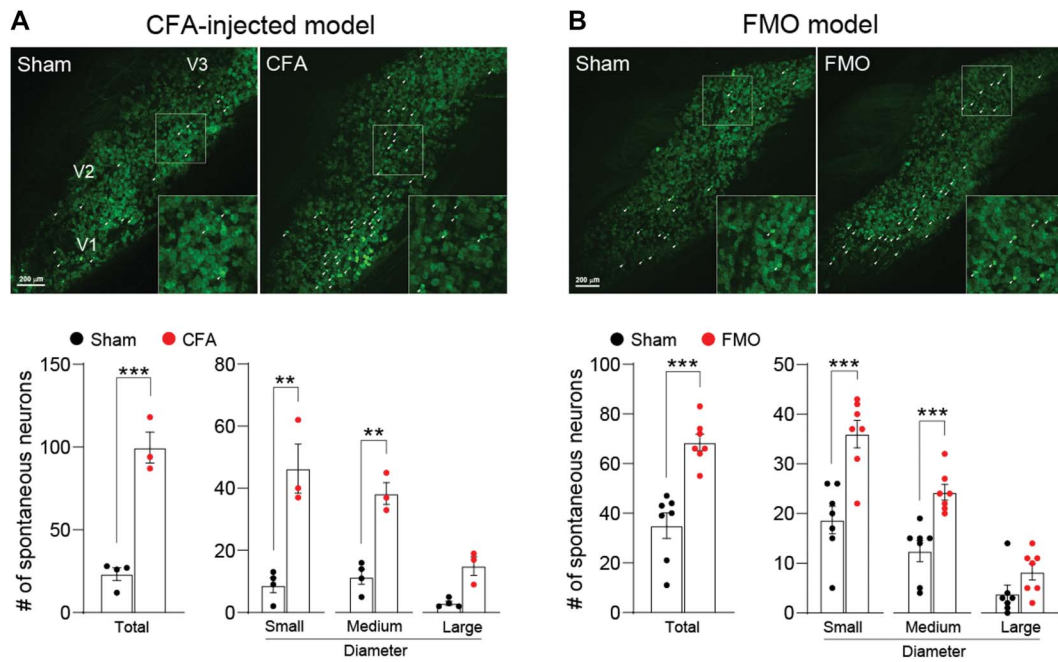 A
CFA-injected model
Sham
V3
V2
V1
200 μm
CFA
Sham
CFA
# of spontaneous neurons
150
100
50
0
***
Total
80
60
40
20
0
**
**
Small
Medium
Large
Diameter
B
FMO model
Sham
200 μm
FMO
Sham
FMO
# of spontaneous neurons
100
80
60
40
20
0
***
Total
50
40
30
20
10
0
***
***
Small
Medium
Large
Diameter